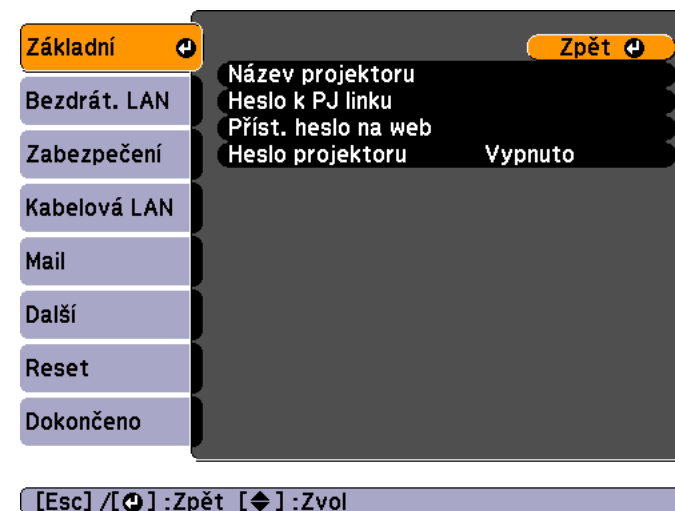 Základní
Bezdrát. LAN
Zabezpečení
Kabelová LAN
Mail
Další
Reset
Dokončeno
Zpět
Název projektoru
Heslo k PJ linku
Příst. heslo na web
Heslo projektoru Vypnuto
[Esc] /[⏎] :Zpět [◆] :Zvol